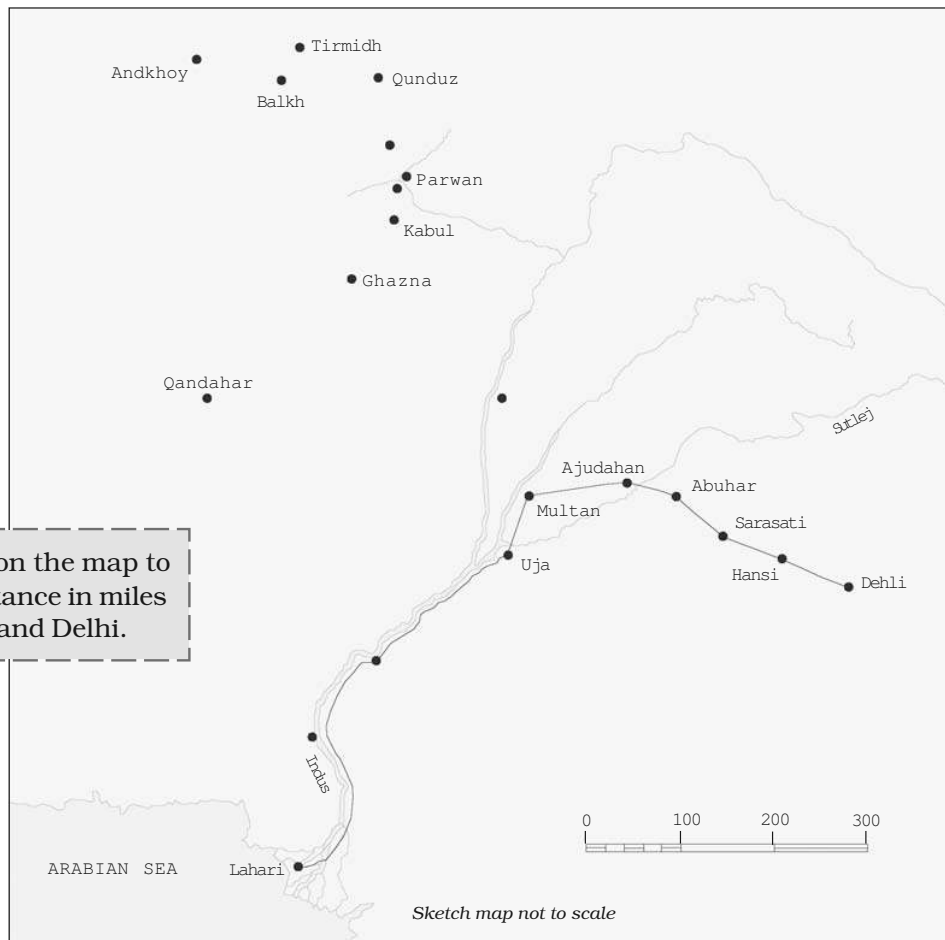 Tirmidh
Andkhoy
Qunduz
Balkh
Parwan
Kabul
Ghazna
Qandahar
Sutlej
Ajudahan
Abuhar
Multan
Sarasati
Uja
Hansi
Dehli
on the map to
tance in miles
and Delhi.
Indus
0 100 200 300
ARABIAN SEA
Lahari
Sketch map not to scale